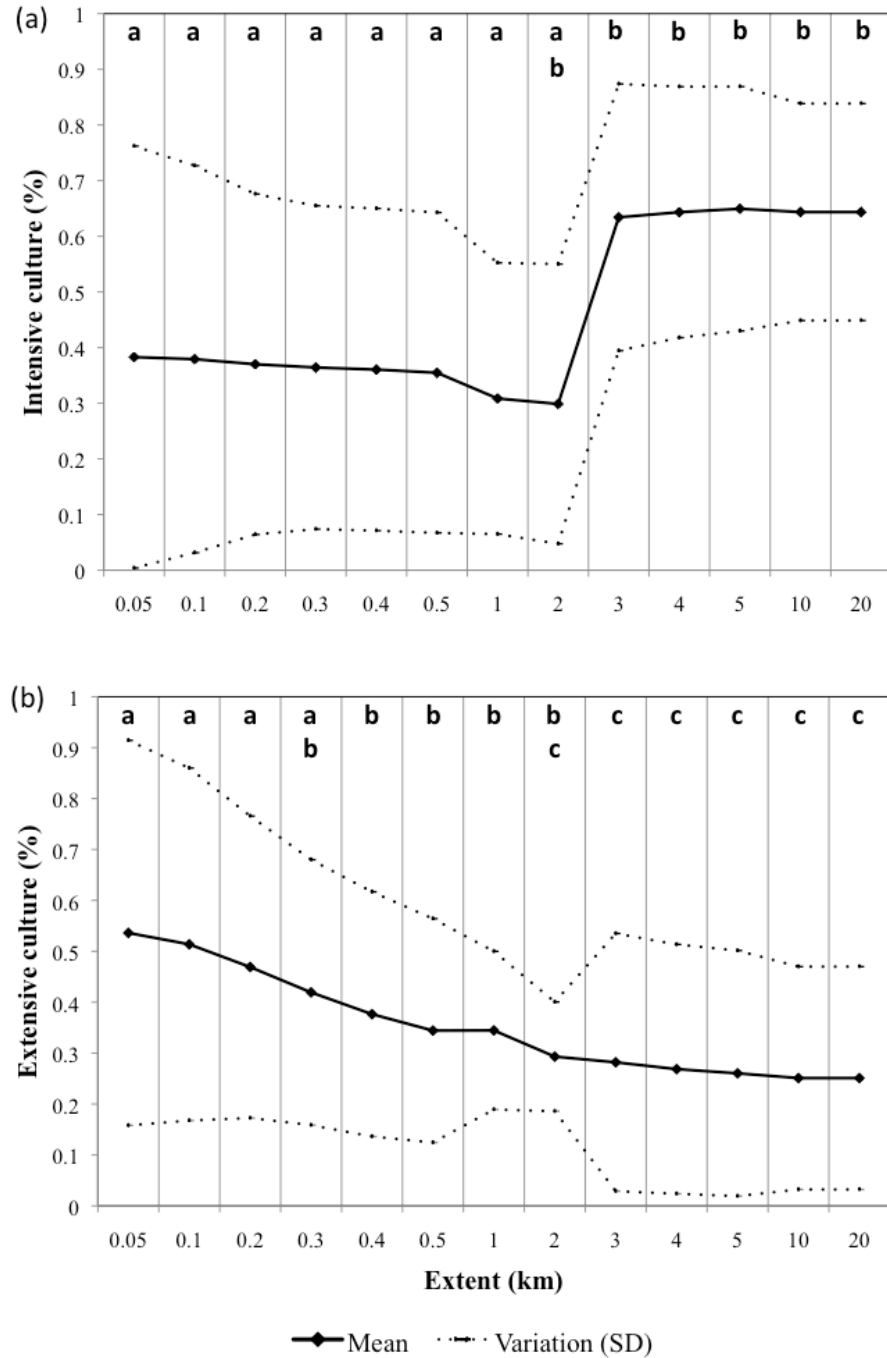 (a)
Intensive culture (%)
1
0.9
0.8
0.7
0.6
0.5
0.4
0.3
0.2
0.1
0
a a a a a a a a b b b b b
b
0.05 0.1 0.2 0.3 0.4 0.5 1 2 3 4 5 10 20
(b)
Extensive culture (%)
1
0.9
0.8
0.7
0.6
0.5
0.4
0.3
0.2
0.1
0
a a a a b b b b c c c c c
b c
0.05 0.1 0.2 0.3 0.4 0.5 1 2 3 4 5 10 20
Extent (km)
Mean Variation (SD)